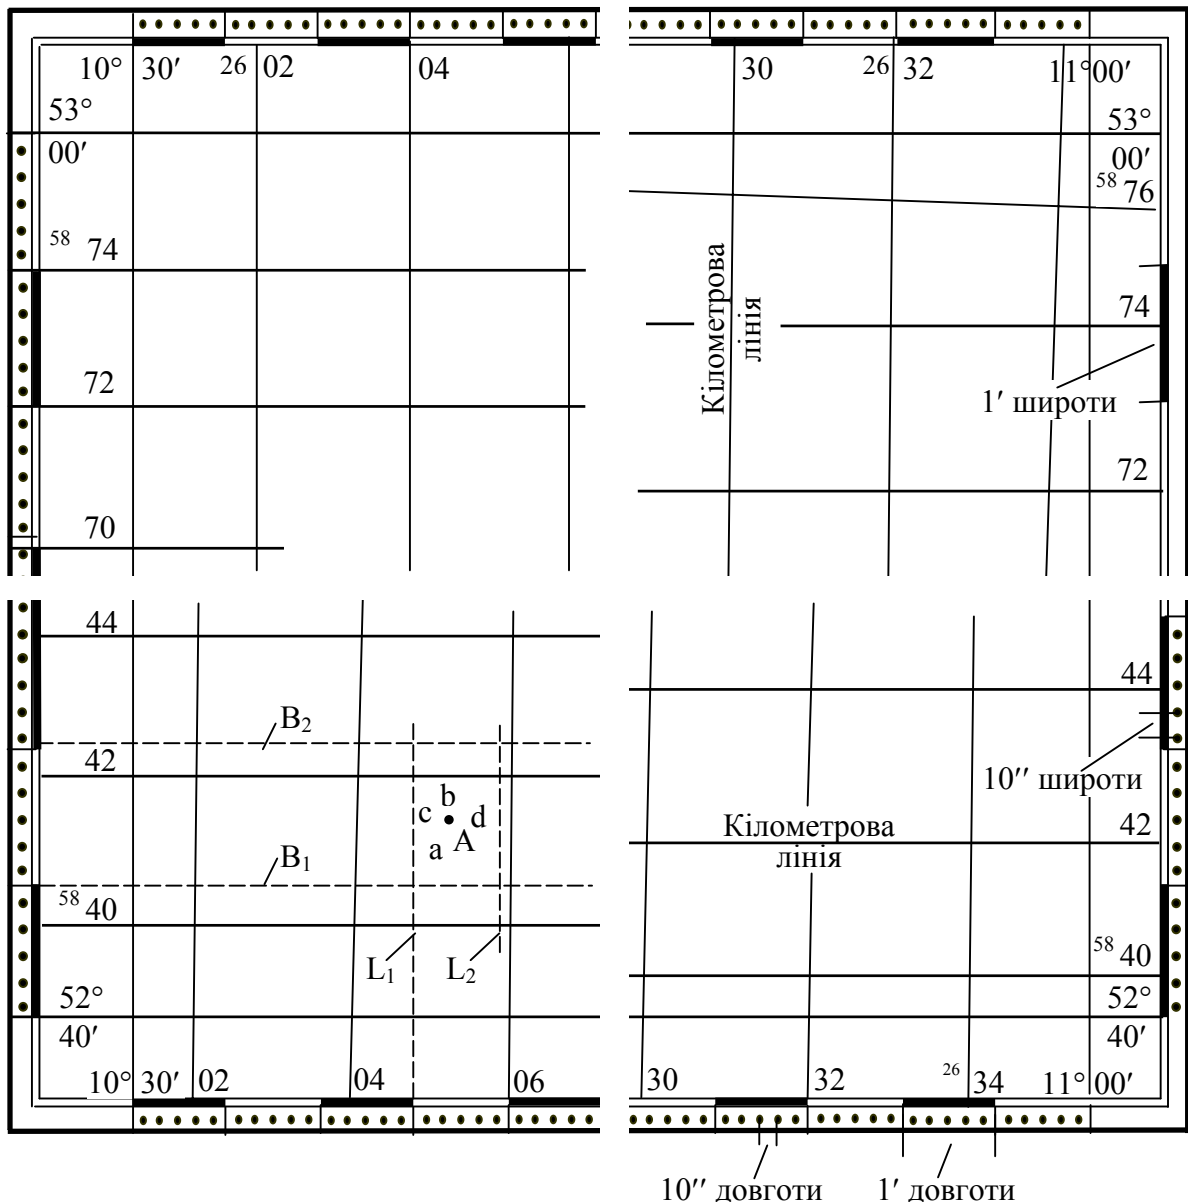 10° 30′ 26 02 04 30 26 32 11°00′
53° 53°
00′ 00′
58 76
58 74
Кілометрова
лінія
74
72
1′ широти
72
70
44
44
B₂
42
10′′ широти
b
c d
A
a
Кілометрова
лінія
42
B₁
58 40
58 40
L₁ L₂
52° 52°
40′ 40′
10° 30′ 02 04 06 30 32 26 34 11° 00′
10′′ довготи 1′ довготи